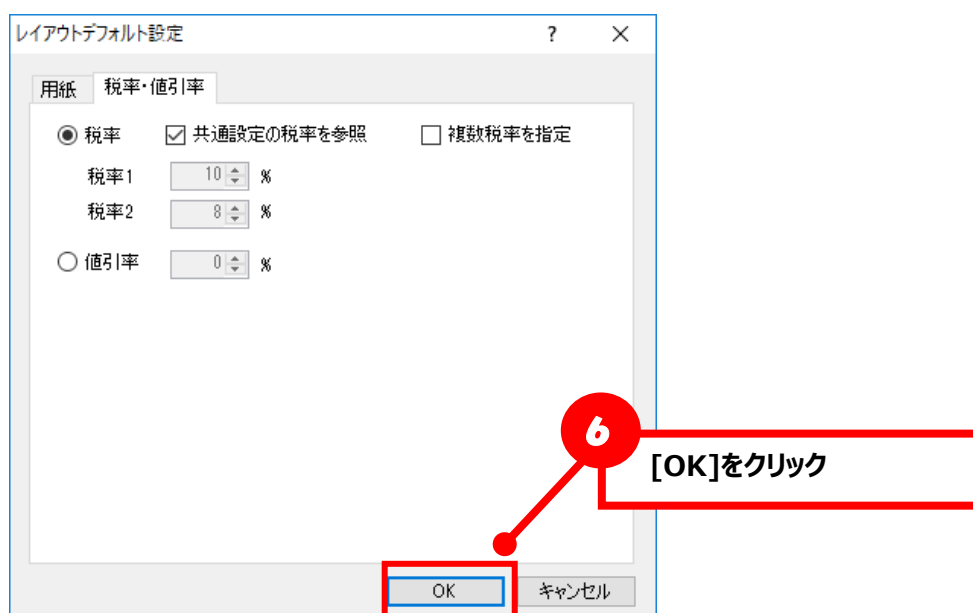 レイアウトデフォルト設定 ? ×
用紙 税率・値引率
税率 共通設定の税率を参照 複数税率を指定
税率1 10 %
税率2 8 %
値引率 0 %
6
[OK]をクリック
OK キャンセル